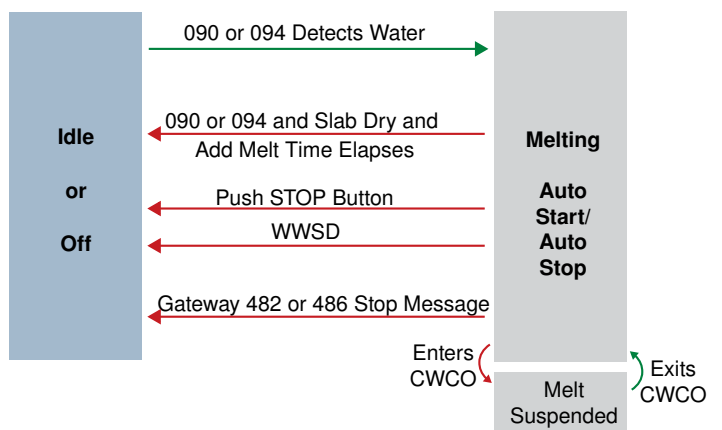 090 or 094 Detects Water
Idle
or
Off
090 or 094 and Slab Dry and
Add Melt Time Elapses
Push STOP Button
WWSD
Gateway 482 or 486 Stop Message
Melting
Auto
Start/
Auto
Stop
Enters
CWCO
Exits
CWCO
Melt
Suspended